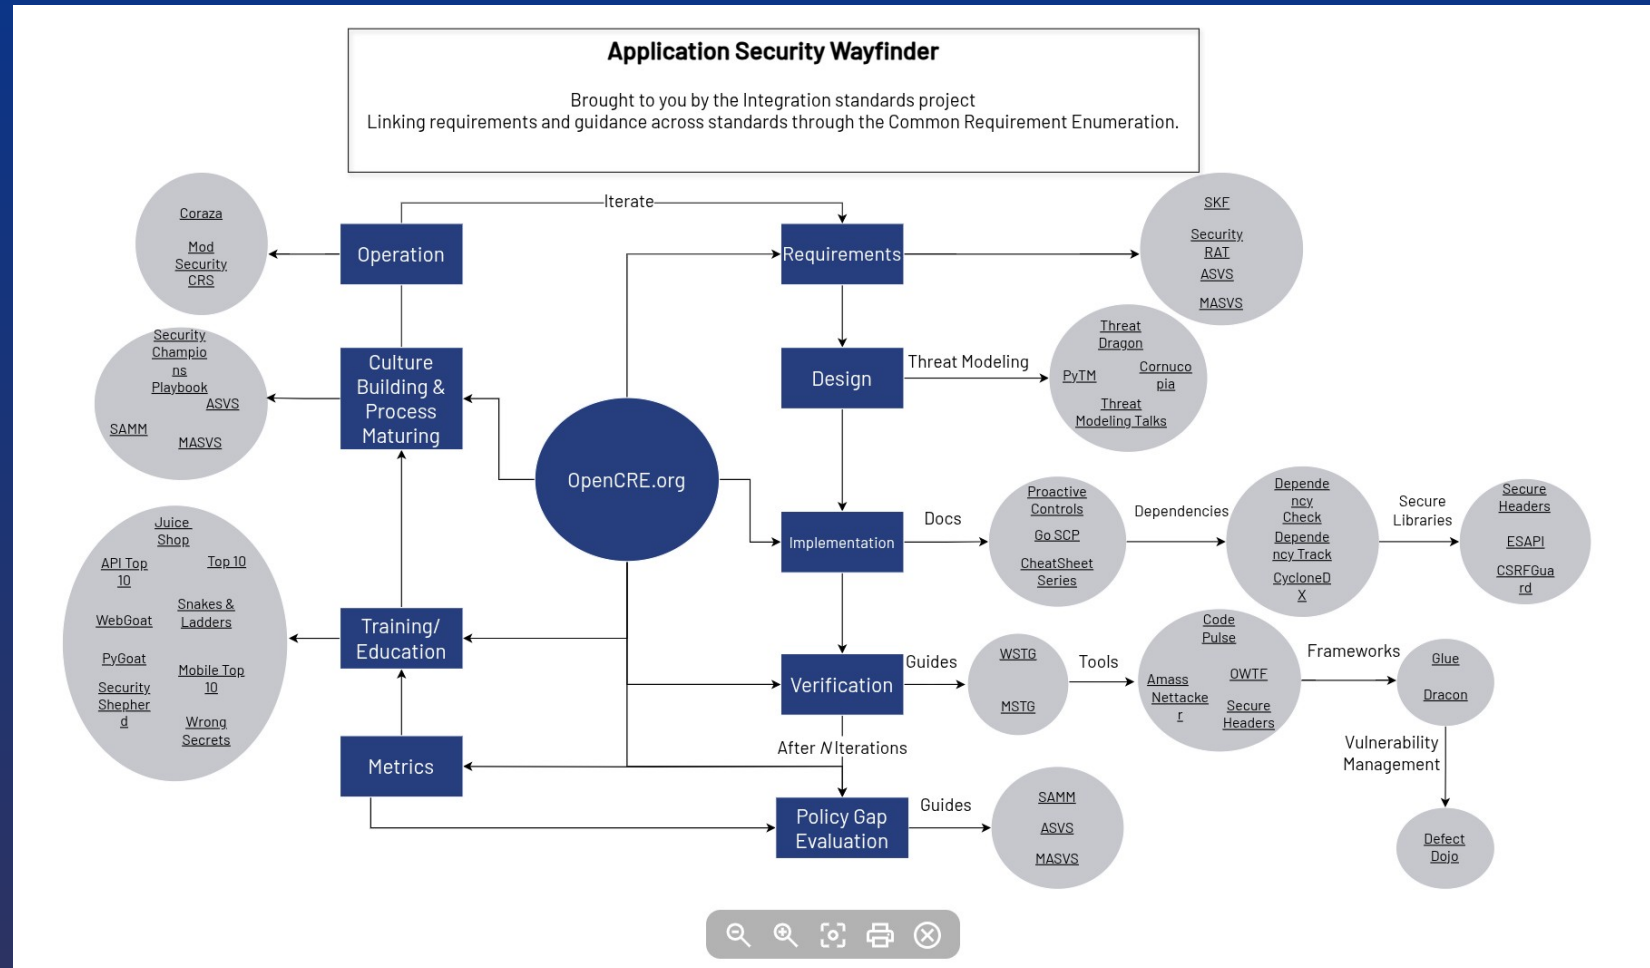 Application Security Wayfinder
Brought to you by the Integration standards project
Linking requirements and guidance across standards through the Common Requirement Enumeration.
Iterate
Coraza
Mod
Security
CRS
Operation
Requirements
SKF
Security
RAT
ASVS
MASVS
Security
Champio
ns
Playbook
ASVS
SAMM
MASVS
Culture
Building &
Process
Maturing
Design
Threat Modeling
Threat
Dragon
PyTM
Cornuco
pia
Threat
Modeling Talks
OpenCRE.org
Implementation
Docs
Proactive
Controls
Go SCP
CheatSheet
Series
Dependencies
Depende
ncy
Check
Depende
ncy Track
CycloneD
X
Secure
Libraries
Secure
Headers
ESAPI
CSRFGua
rd
Juice
Shop
API Top
10
Top 10
WebGoat
Snakes &
Ladders
PyGoat
Mobile Top
10
Security
Shepher
d
Wrong
Secrets
Training/
Education
Verification
Guides
WSTG
MSTG
Tools
Code
Pulse
Amass
Nettacke
r
OWTF
Secure
Headers
Frameworks
Glue
Dracon
Vulnerability
Management
Defect
Dojo
Metrics
After N Iterations
Policy Gap
Evaluation
Guides
SAMM
ASVS
MASVS